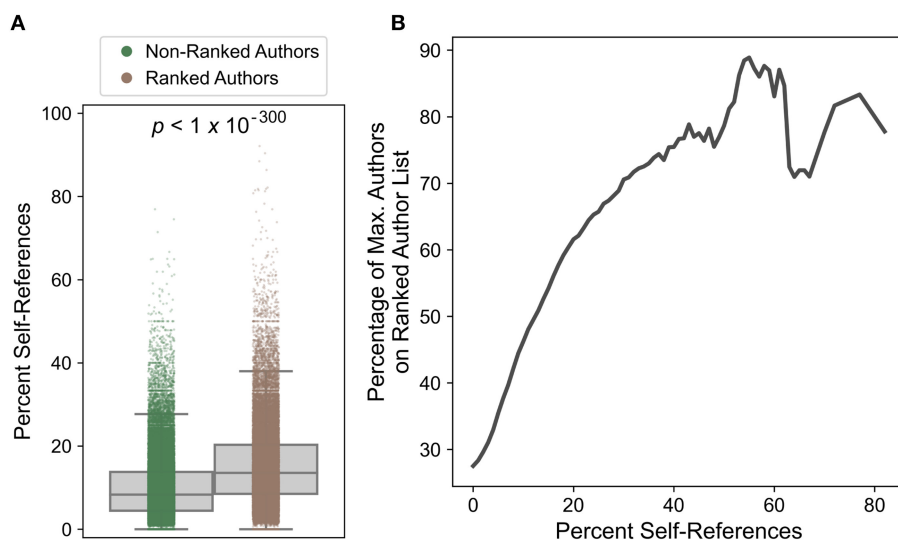 A
Non-Ranked Authors
Ranked Authors
p < 1 x 10⁻³⁰⁰
100
80
60
40
20
0
Percent Self-References
B
90
80
70
60
50
40
30
Percentage of Max. Authors
on Ranked Author List
0
20
40
60
80
Percent Self-References